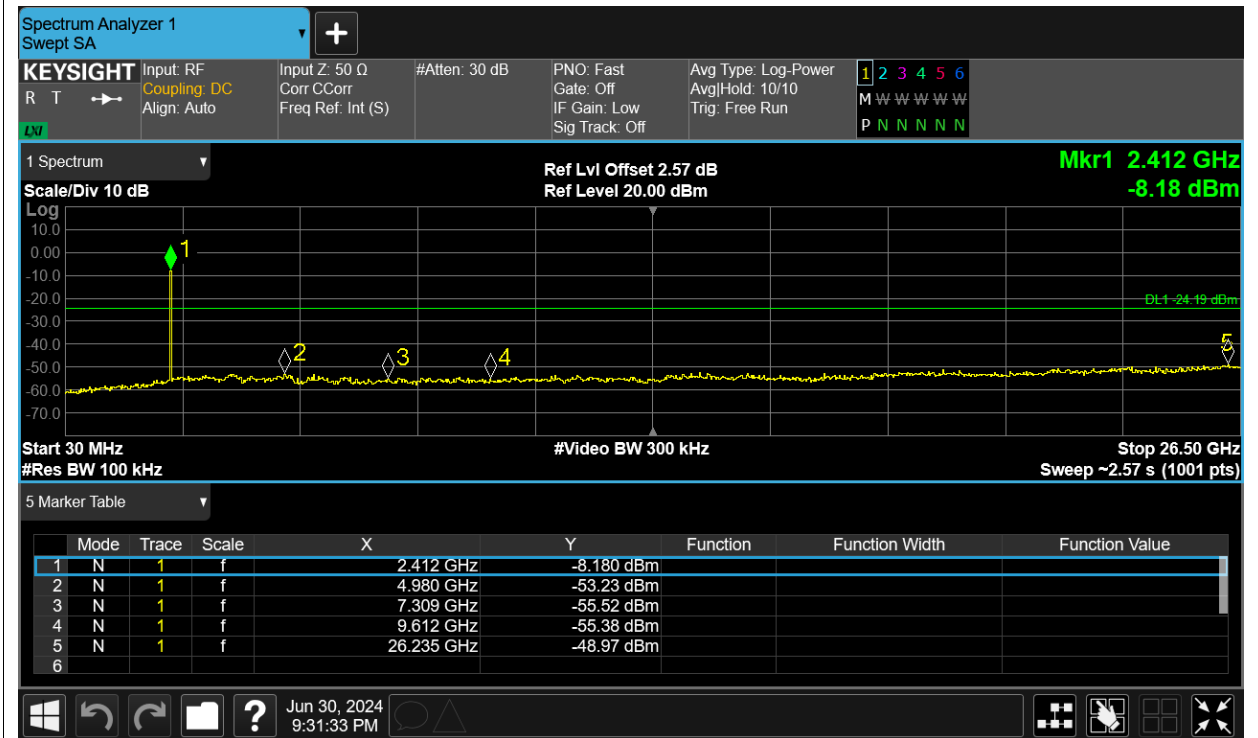 Spectrum Analyzer 1
Swept SA
KEYSIGHT
R T
LXI
Input: RF
Coupling: DC
Align: Auto
Input Z: 50 Ω
Corr CCorr
Freq Ref: Int (S)
#Atten: 30 dB
PNO: Fast
Gate: Off
IF Gain: Low
Sig Track: Off
Avg Type: Log-Power
Avg|Hold: 10/10
Trig: Free Run
1 2 3 4 5 6
M W W W W W
P N N N N N
1 Spectrum
Scale/Div 10 dB
Ref Lvl Offset 2.57 dB
Ref Level 20.00 dBm
Mkr1 2.412 GHz
-8.18 dBm
Log
10.0
0.00
-10.0
-20.0
-30.0
-40.0
-50.0
-60.0
-70.0
1
2
3
4
5
DL1 -24.19 dBm
Start 30 MHz
#Res BW 100 kHz
#Video BW 300 kHz
Stop 26.50 GHz
Sweep ~2.57 s (1001 pts)
5 Marker Table
Mode Trace Scale X Y Function Function Width Function Value
1 N 1 f 2.412 GHz -8.180 dBm
2 N 1 f 4.980 GHz -53.23 dBm
3 N 1 f 7.309 GHz -55.52 dBm
4 N 1 f 9.612 GHz -55.38 dBm
5 N 1 f 26.235 GHz -48.97 dBm
6
?
Jun 30, 2024
9:31:33 PM